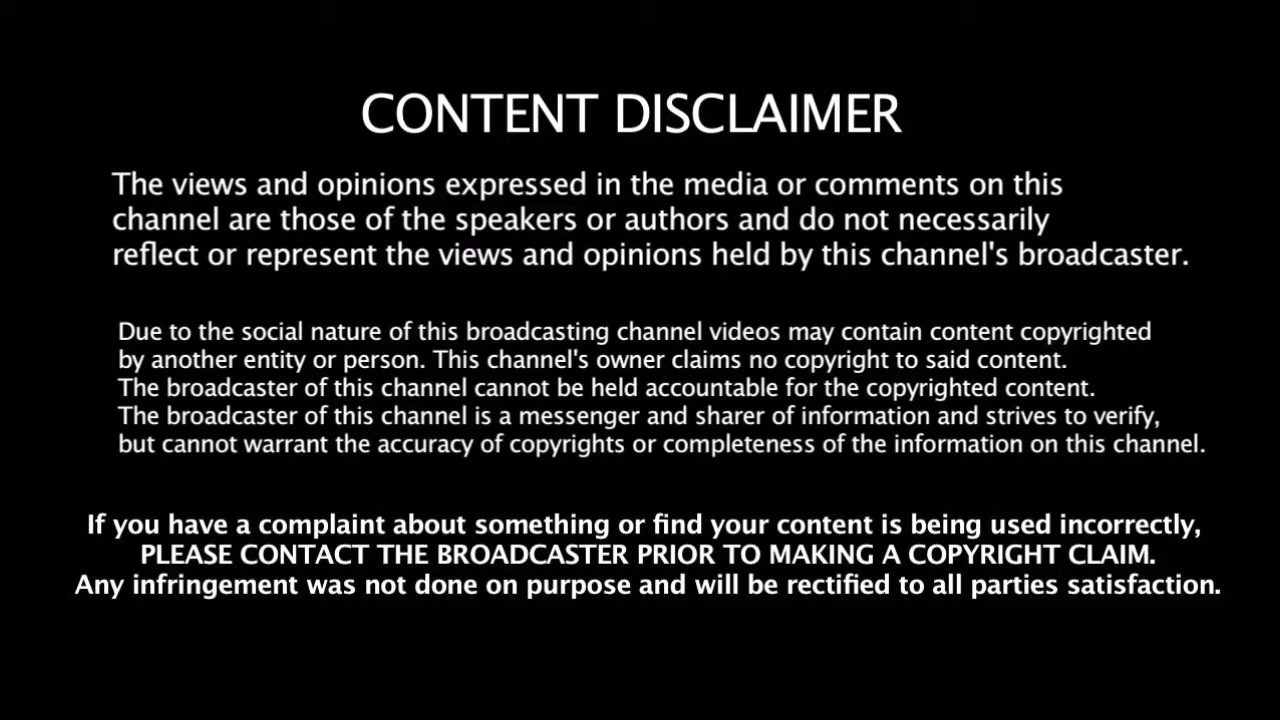 CONTENT DISCLAIMER
The views and opinions expressed in the media or comments on this
channel are those of the speakers or authors and do not necessarily
reflect or represent the views and opinions held by this channel's broadcaster.
Due to the social nature of this broadcasting channel videos may contain content copyrighted
by another entity or person. This channel's owner claims no copyright to said content.
The broadcaster of this channel cannot be held accountable for the copyrighted content.
The broadcaster of this channel is a messenger and sharer of information and strives to verify,
but cannot warrant the accuracy of copyrights or completeness of the information on this channel.
If you have a complaint about something or find your content is being used incorrectly,
PLEASE CONTACT THE BROADCASTER PRIOR TO MAKING A COPYRIGHT CLAIM.
Any infringement was not done on purpose and will be rectified to all parties satisfaction.